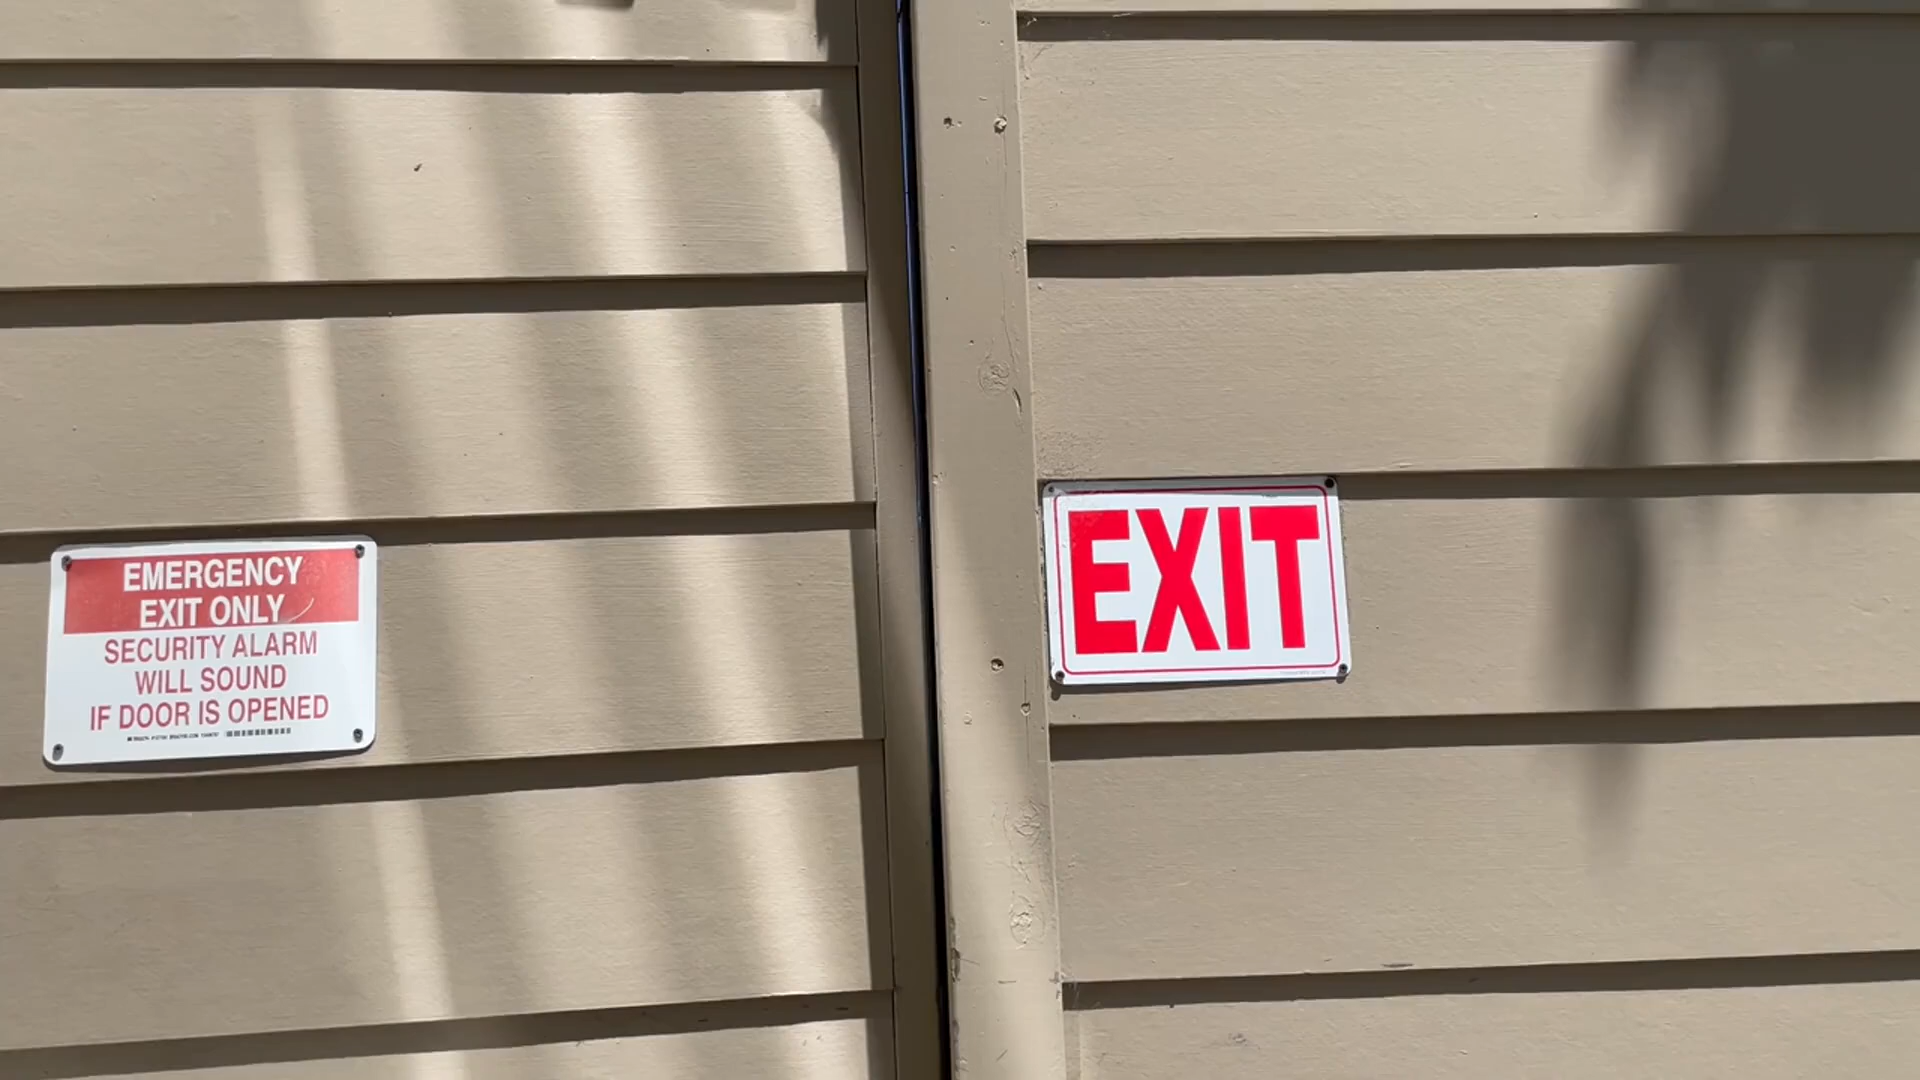 EMERGENCY
EXIT ONLY
SECURITY ALARM
WILL SOUND
IF DOOR IS OPENED
EXIT